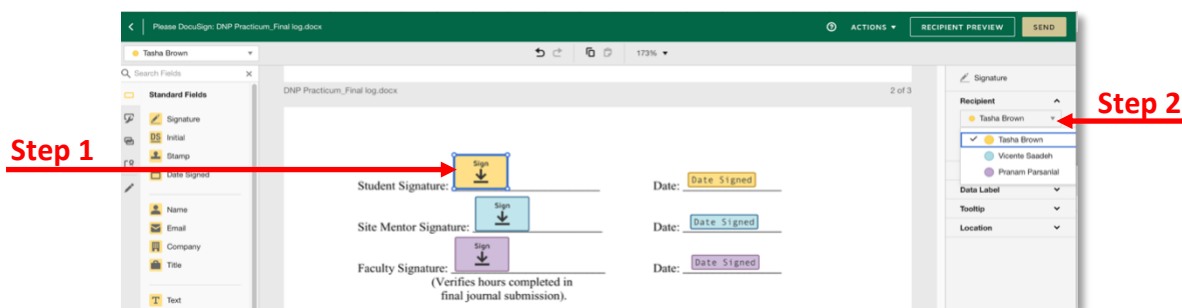 Please DocuSign: DNP Practicum_Final log.docx
ACTIONS
RECIPIENT PREVIEW
SEND
Tasha Brown
173%
Search Fields
Standard Fields
Signature
DS Initial
Stamp
Date Signed
Name
Email
Company
Title
T Text
Step 1
DNP Practicum_Final log.docx
2 of 3
Sign
Student Signature:
Date: Date Signed
Sign
Site Mentor Signature:
Date: Date Signed
Sign
Faculty Signature:
Date: Date Signed
(Verifies hours completed in
final journal submission).
Signature
Recipient
Tasha Brown
Tasha Brown
Vicente Saadeh
Pranam Parsanlal
Data Label
Tooltip
Location
Step 2